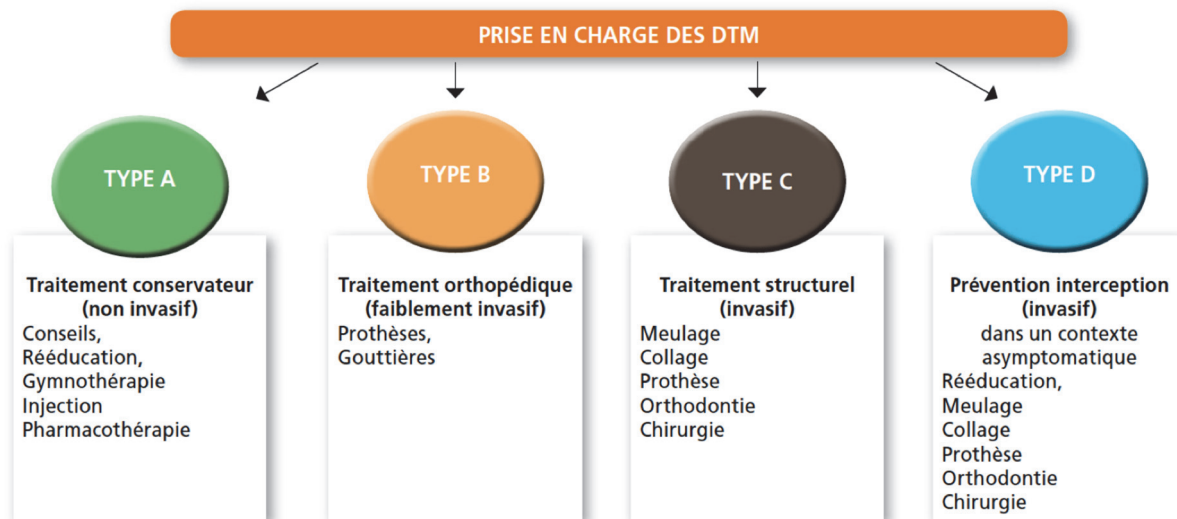 PRISE EN CHARGE DES DTM
TYPE A
Traitement conservateur
(non invasif)
Conseils,
Rééducation,
Gymnothérapie
Injection
Pharmacothérapie
TYPE B
Traitement orthopédique
(faiblement invasif)
Prothèses,
Gouttières
TYPE C
Traitement structurel
(invasif)
Meulage
Collage
Prothèse
Orthodontie
Chirurgie
TYPE D
Prévention interception
(invasif)
dans un contexte
asymptomatique
Rééducation,
Meulage
Collage
Prothèse
Orthodontie
Chirurgie